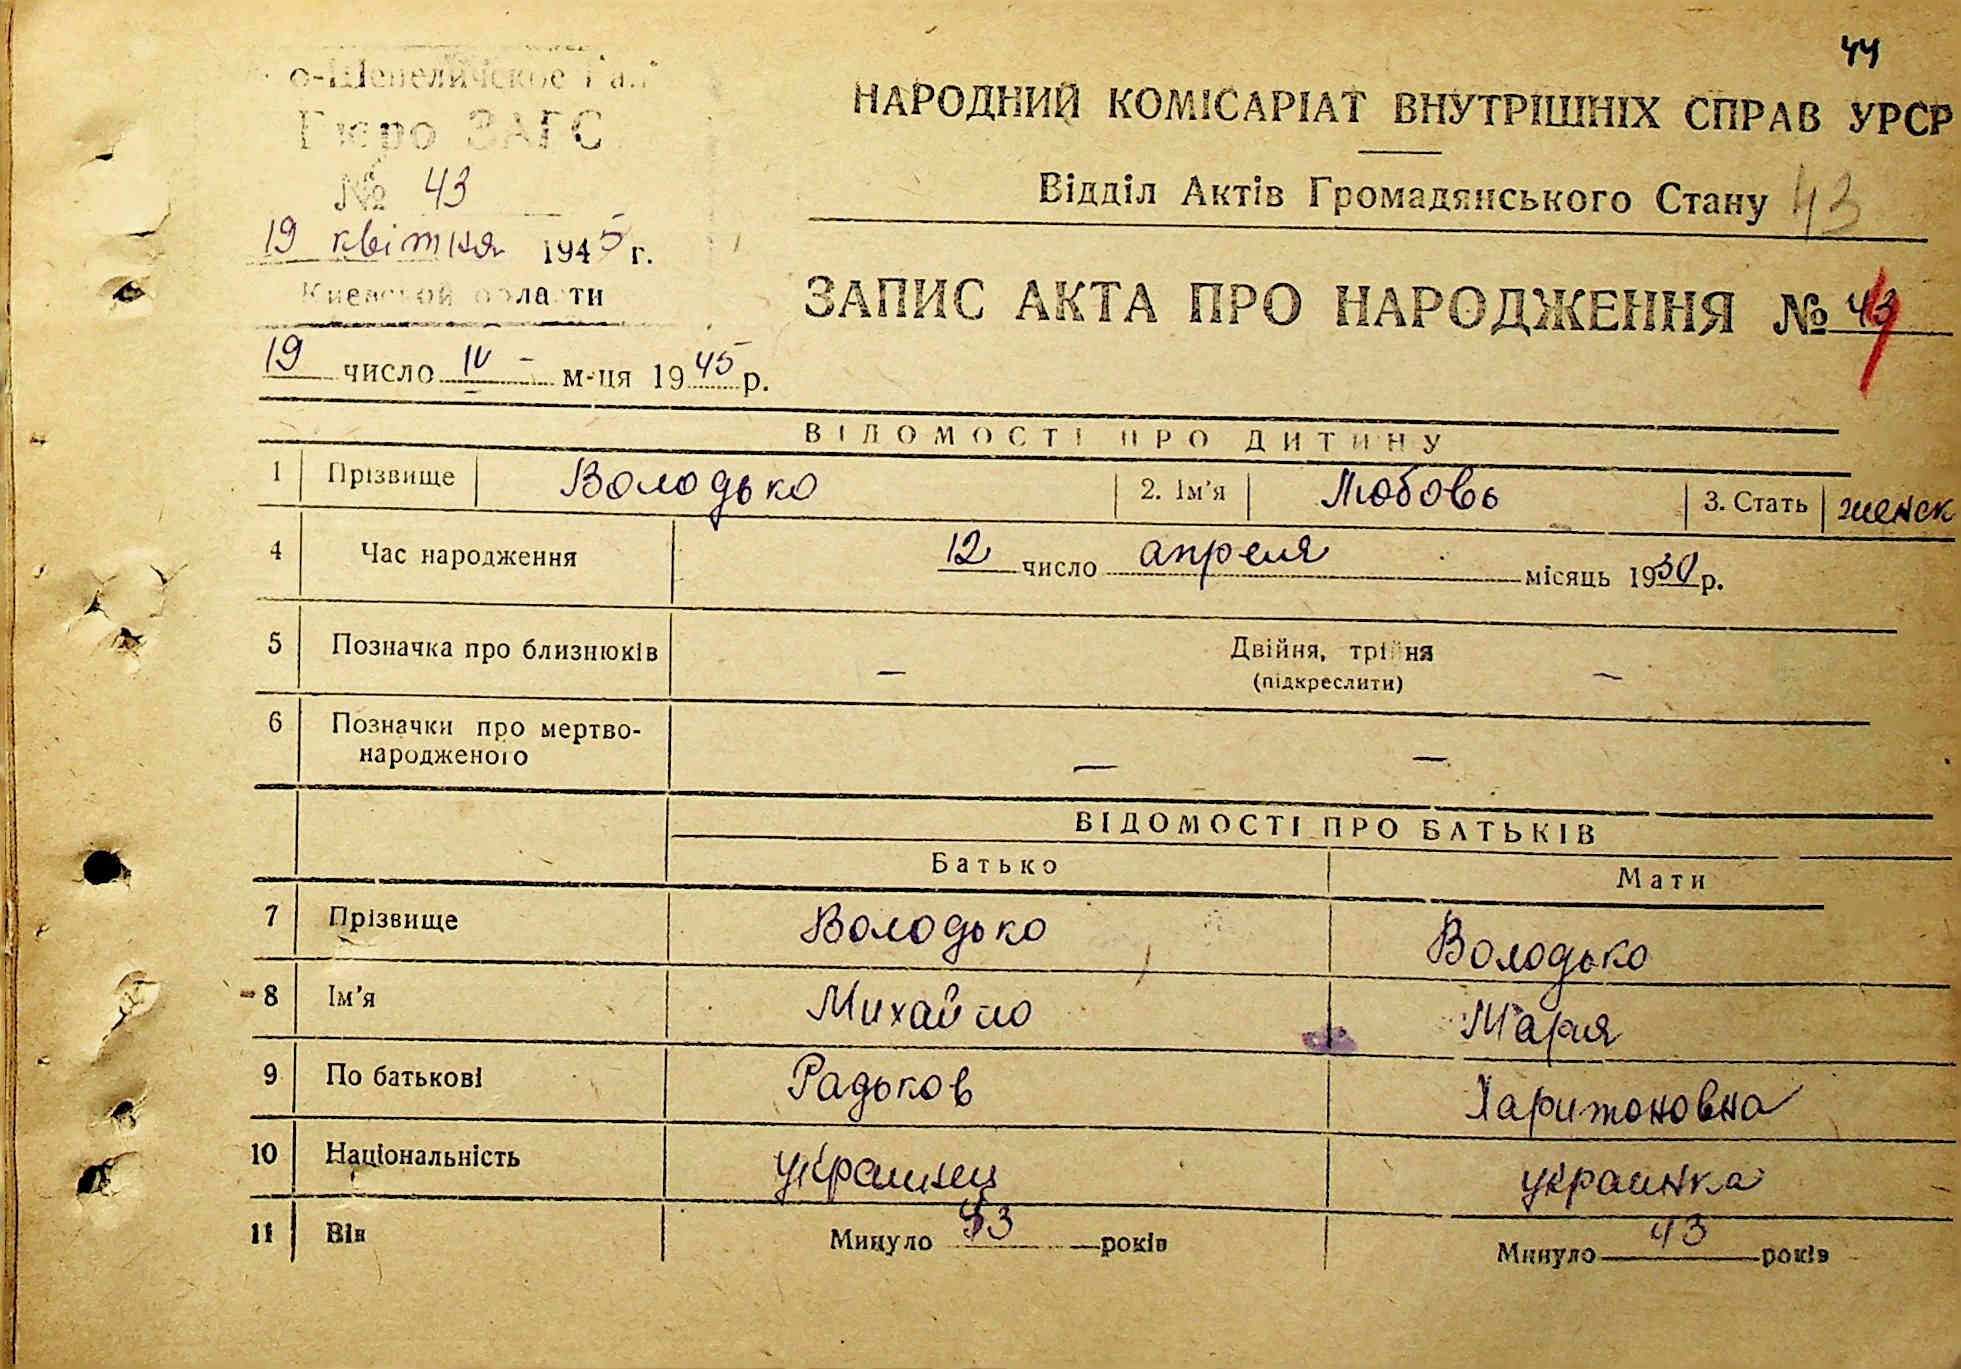 44
о-Шепеличское Ра
Бюро ЗАГС
№ 43
19 квітня 1945 г.
Киевской области
19 число IV м-ця 1945 р.
НАРОДНИЙ КОМІСАРІАТ ВНУТРІШНІХ СПРАВ УРСР
Відділ Актів Громадянського Стану 43
ЗАПИС АКТА ПРО НАРОДЖЕННЯ № 43
ВІДОМОСТІ ПРО ДИТИНУ
1 Прізвище Володько 2. Ім'я Любовь 3. Стать женск
4 Час народження 12 число апреля місяць 1930 р.
5 Позначка про близнюків — Двійня, трійня —
(підкреслити)
6 Позначки про мертво-
народженого — —
ВІДОМОСТІ ПРО БАТЬКІВ
Батько Мати
7 Прізвище Володько Володько
8 Ім'я Михайло Мария
9 По батькові Радьков Харитоновна
10 Національність украинец украинка
11 Вік Минуло 43 років Минуло 43 років